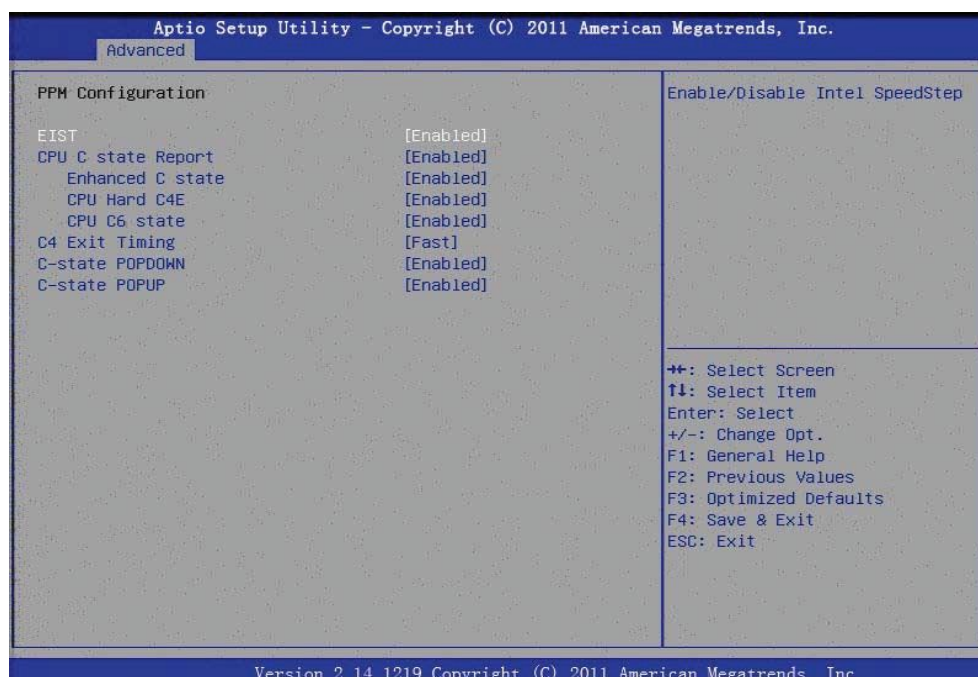 Aptio Setup Utility - Copyright (C) 2011 American Megatrends, Inc.
Advanced
PPM Configuration
EIST [Enabled]
CPU C state Report [Enabled]
Enhanced C state [Enabled]
CPU Hard C4E [Enabled]
CPU C6 state [Enabled]
C4 Exit Timing [Fast]
C-state POPDOWN [Enabled]
C-state POPUP [Enabled]
Enable/Disable Intel SpeedStep
→←: Select Screen
↑↓: Select Item
Enter: Select
+/-: Change Opt.
F1: General Help
F2: Previous Values
F3: Optimized Defaults
F4: Save & Exit
ESC: Exit
Version 2.14.1219 Copyright (C) 2011 American Megatrends, Inc